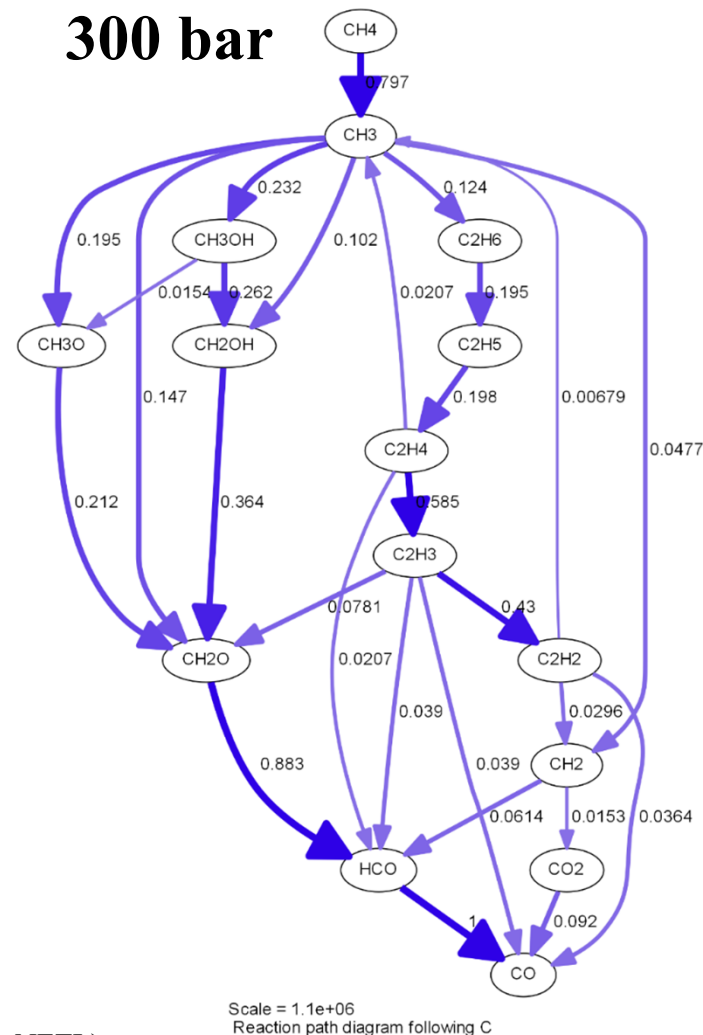 300 bar
CH4
0.797
CH3
0.232
0.124
0.195
CH3OH
0.102
C2H6
0.0154
0.262
0.0207
0.195
CH3O
CH2OH
C2H5
0.147
0.198
0.00679
0.0477
C2H4
0.212
0.364
0.585
C2H3
0.0781
0.43
CH2O
0.0207
C2H2
0.039
0.0296
0.883
0.039
CH2
0.0614
0.0153
0.0364
HCO
CO2
1
0.092
CO
Scale = 1.1e+06
Reaction path diagram following C